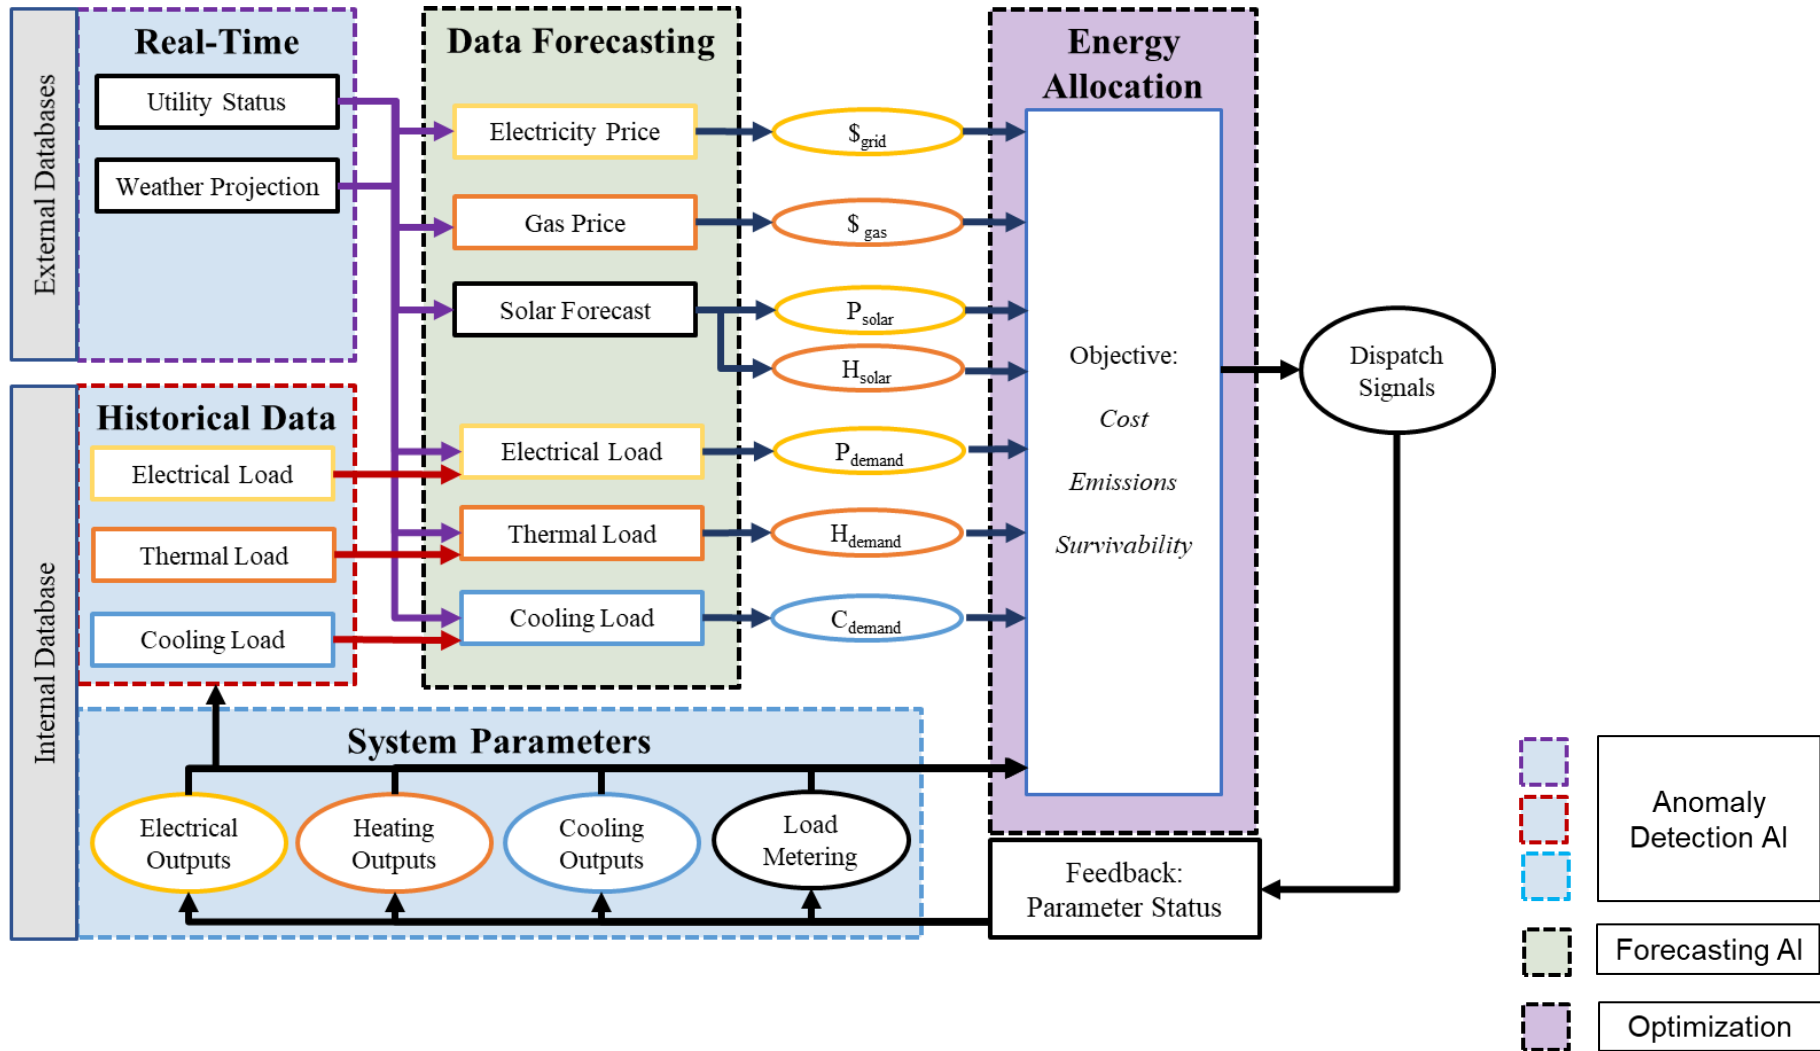 External Databases
Real-Time
Utility Status
Weather Projection
Internal Database
Historical Data
Electrical Load
Thermal Load
Cooling Load
Data Forecasting
Electricity Price
Gas Price
Solar Forecast
Electrical Load
Thermal Load
Cooling Load
$grid
$ gas
Psolar
Hsolar
Pdemand
Hdemand
Cdemand
Energy
Allocation
Objective:
Cost
Emissions
Survivability
Dispatch
Signals
System Parameters
Electrical
Outputs
Heating
Outputs
Cooling
Outputs
Load
Metering
Feedback:
Parameter Status
Anomaly
Detection AI
Forecasting AI
Optimization